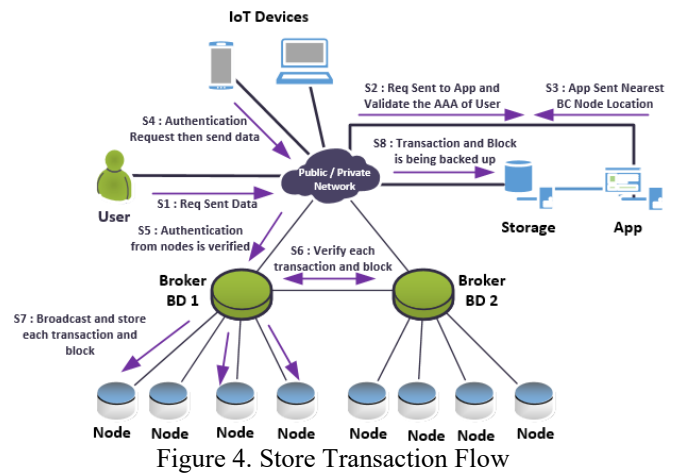 IoT Devices
S2 : Req Sent to App and
Validate the AAA of User
S3 : App Sent Nearest
BC Node Location
S4 : Authentication
Request then send data
S8 : Transaction and Block
is being backed up
Public / Private
Network
User
S1 : Req Sent Data
Storage
App
S5 : Authentication
from nodes is verified
S6 : Verify each
transaction and block
Broker
BD 1
Broker
BD 2
S7 : Broadcast and store
each transaction and
block
Node
Node
Node
Node
Node
Node
Node
Node
Figure 4. Store Transaction Flow